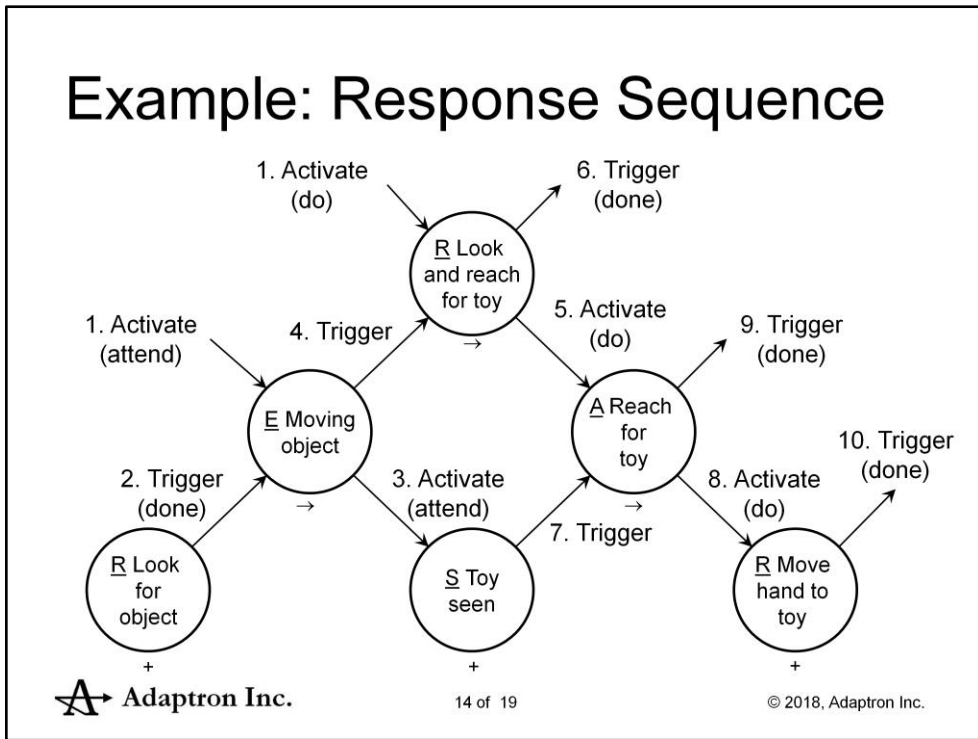 Example: Response Sequence
1. Activate
(do)
6. Trigger
(done)
R Look
and reach
for toy
→
1. Activate
(attend)
4. Trigger
5. Activate
(do)
9. Trigger
(done)
E Moving
object
→
A Reach
for
toy
→
2. Trigger
(done)
3. Activate
(attend)
7. Trigger
8. Activate
(do)
10. Trigger
(done)
R Look
for
object
+
S Toy
seen
+
R Move
hand to
toy
+
Adaptron Inc.
14 of 19
© 2018, Adaptron Inc.